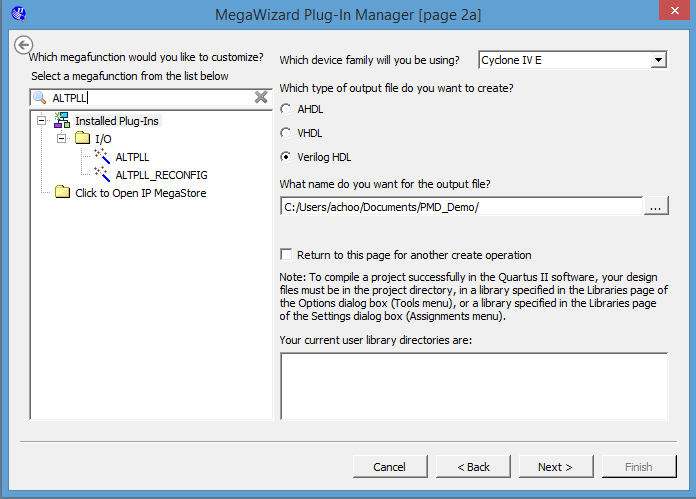 MegaWizard Plug-In Manager [page 2a]
Which megafunction would you like to customize?
Select a megafunction from the list below
ALTPLL
Installed Plug-Ins
I/O
ALTPLL
ALTPLL_RECONFIG
Click to Open IP MegaStore
Which device family will you be using?
Cyclone IV E
Which type of output file do you want to create?
AHDL
VHDL
Verilog HDL
What name do you want for the output file?
C:/Users/achoo/Documents/PMD_Demo/
...
Return to this page for another create operation
Note: To compile a project successfully in the Quartus II software, your design
files must be in the project directory, in a library specified in the Libraries page of
the Options dialog box (Tools menu), or a library specified in the Libraries page
of the Settings dialog box (Assignments menu).
Your current user library directories are:
Cancel
< Back
Next >
Finish